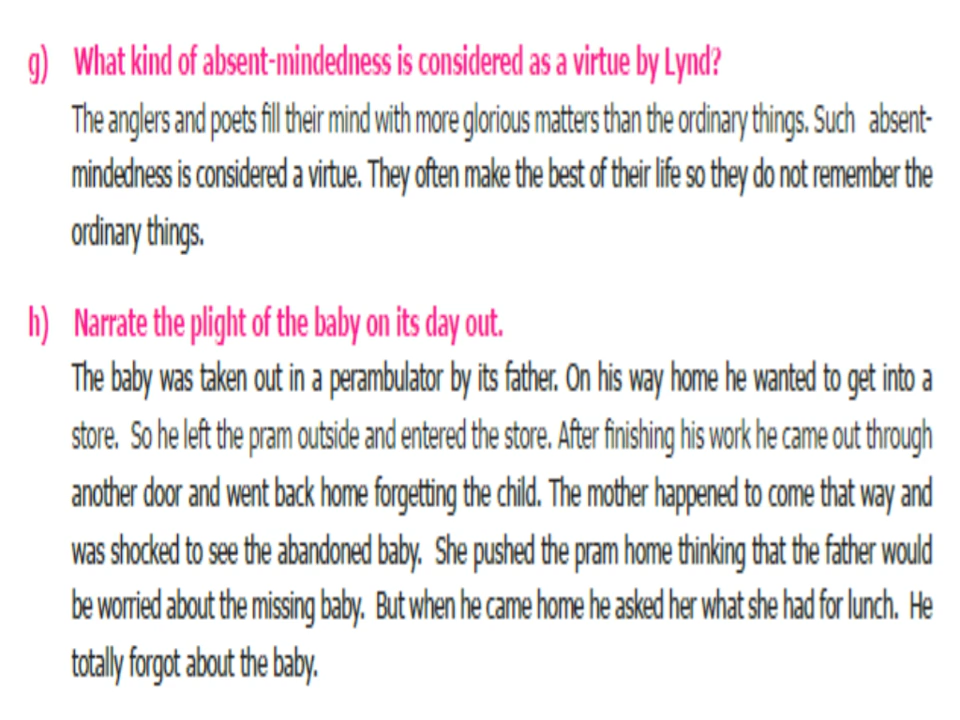 g) What kind of absent-mindedness is considered as a virtue by Lynd?
The anglers and poets fill their mind with more glorious matters than the ordinary things. Such absent-
mindedness is considered a virtue. They often make the best of their life so they do not remember the
ordinary things.
h) Narrate the plight of the baby on its day out.
The baby was taken out in a perambulator by its father. On his way home he wanted to get into a
store. So he left the pram outside and entered the store. After finishing his work he came out through
another door and went back home forgetting the child. The mother happened to come that way and
was shocked to see the abandoned baby. She pushed the pram home thinking that the father would
be worried about the missing baby. But when he came home he asked her what she had for lunch. He
totally forgot about the baby.